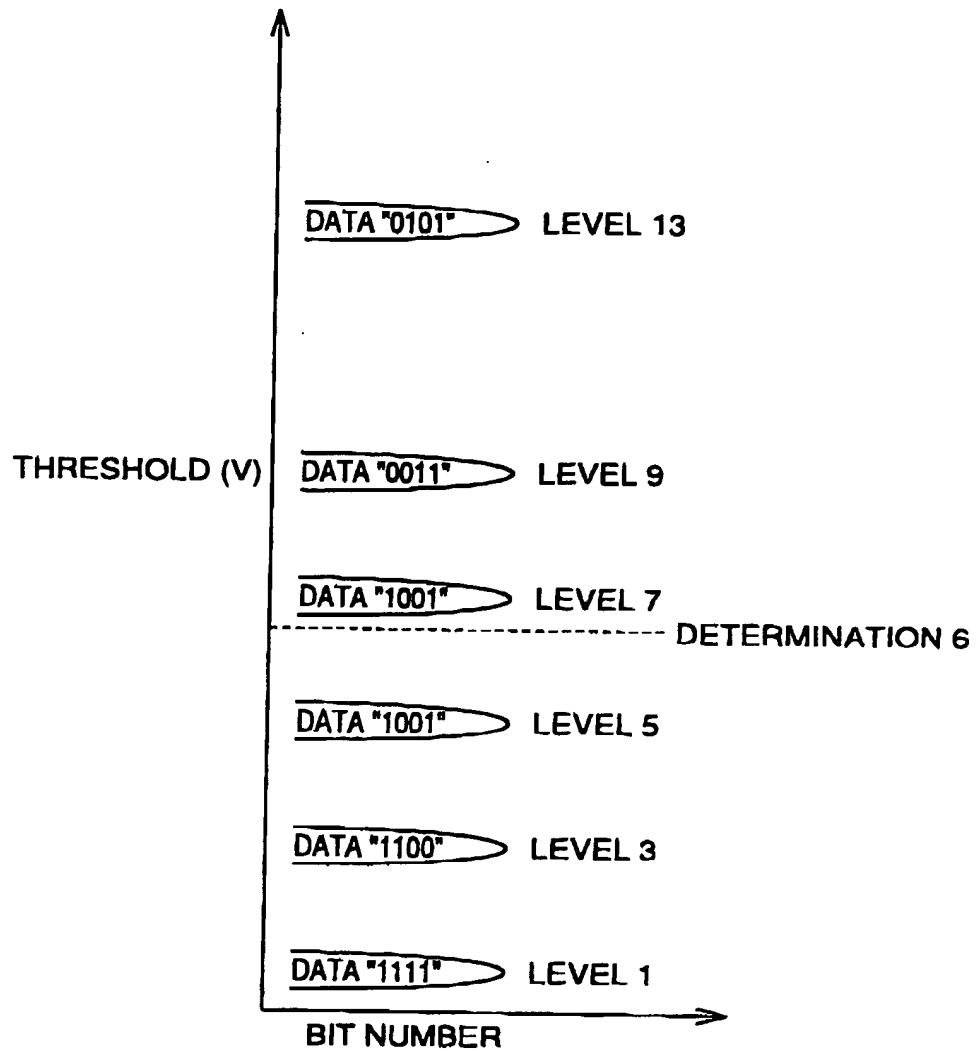 DATA "0101" LEVEL 13
THRESHOLD (V) DATA "0011" LEVEL 9
DATA "1001" LEVEL 7
DETERMINATION 6
DATA "1001" LEVEL 5
DATA "1100" LEVEL 3
DATA "1111" LEVEL 1
BIT NUMBER